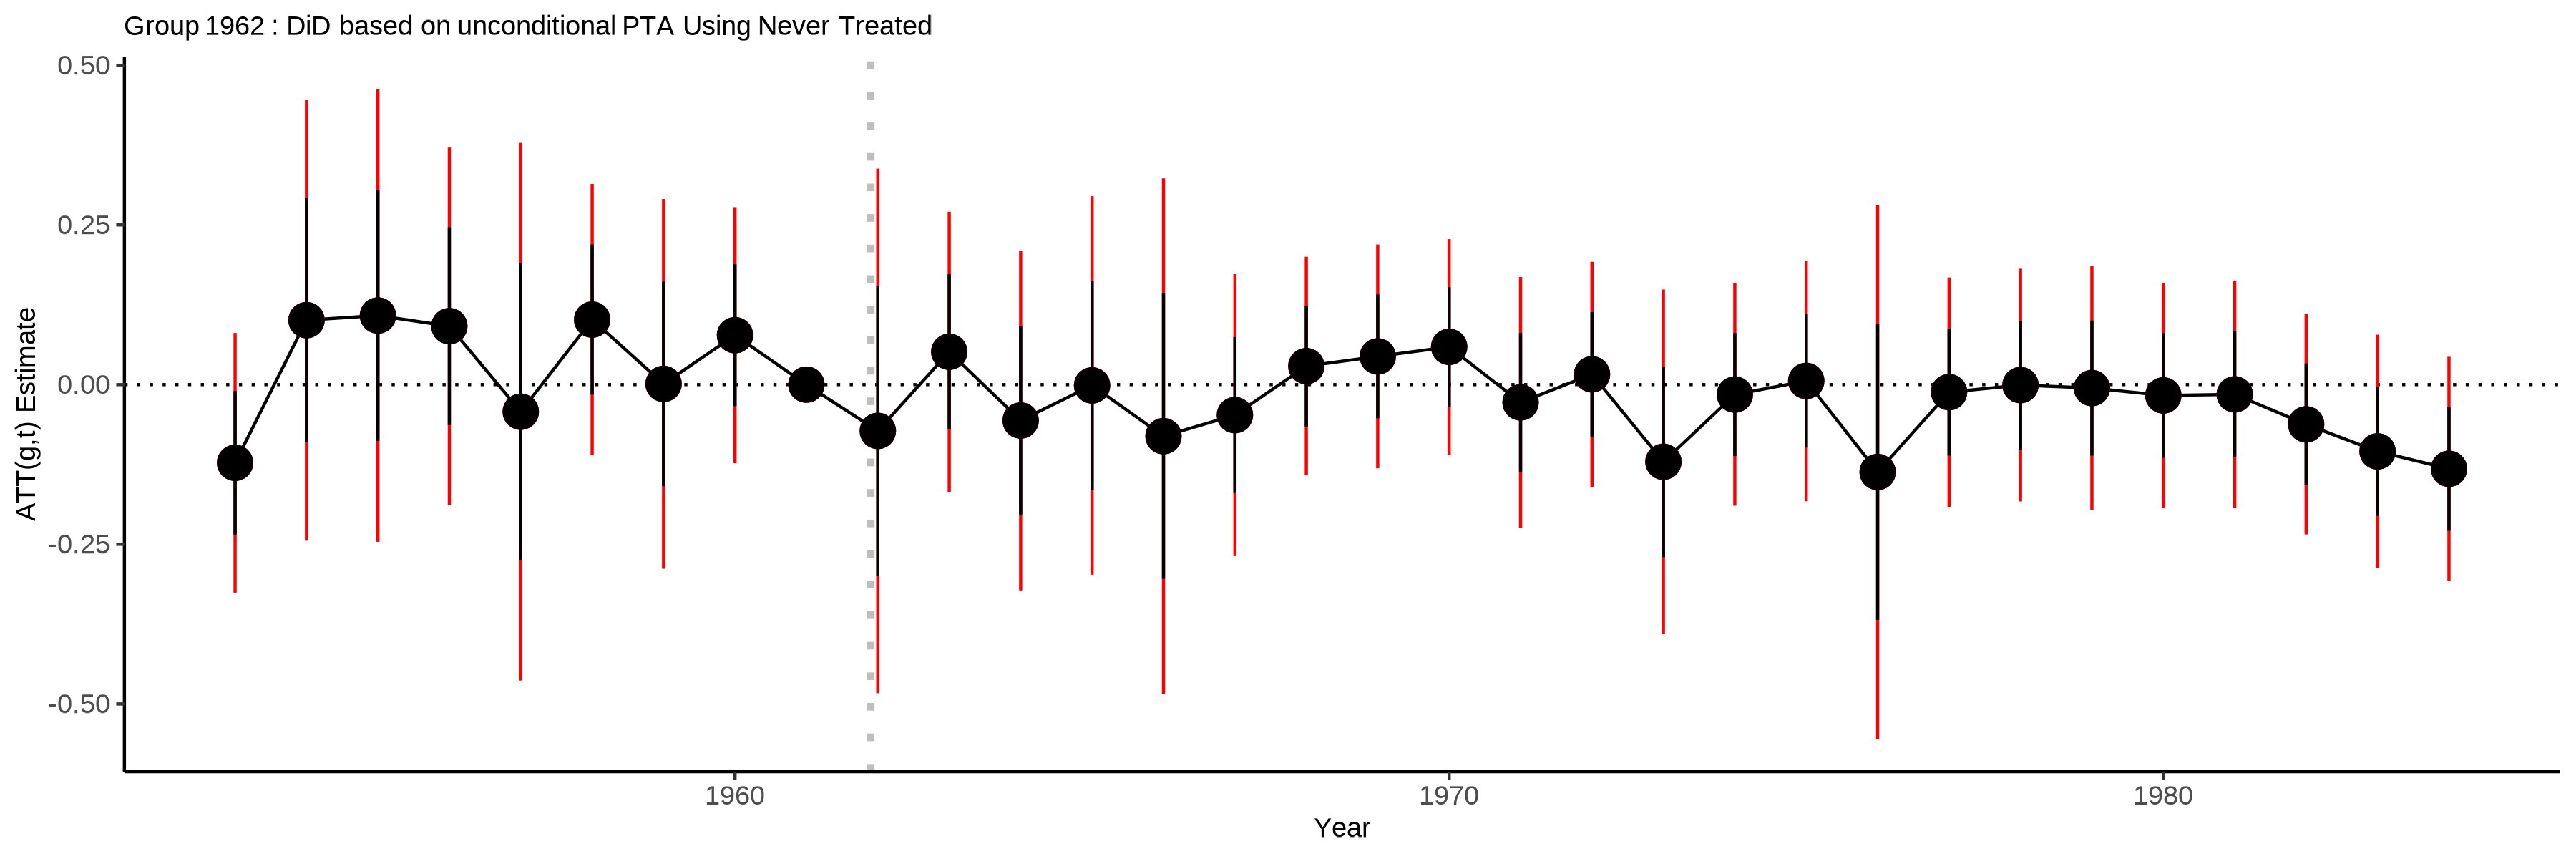 Group 1962 : DiD based on unconditional PTA Using Never Treated
0.50
0.25
0.00
-0.25
-0.50
ATT(g,t) Estimate
1960
1970
1980
Year